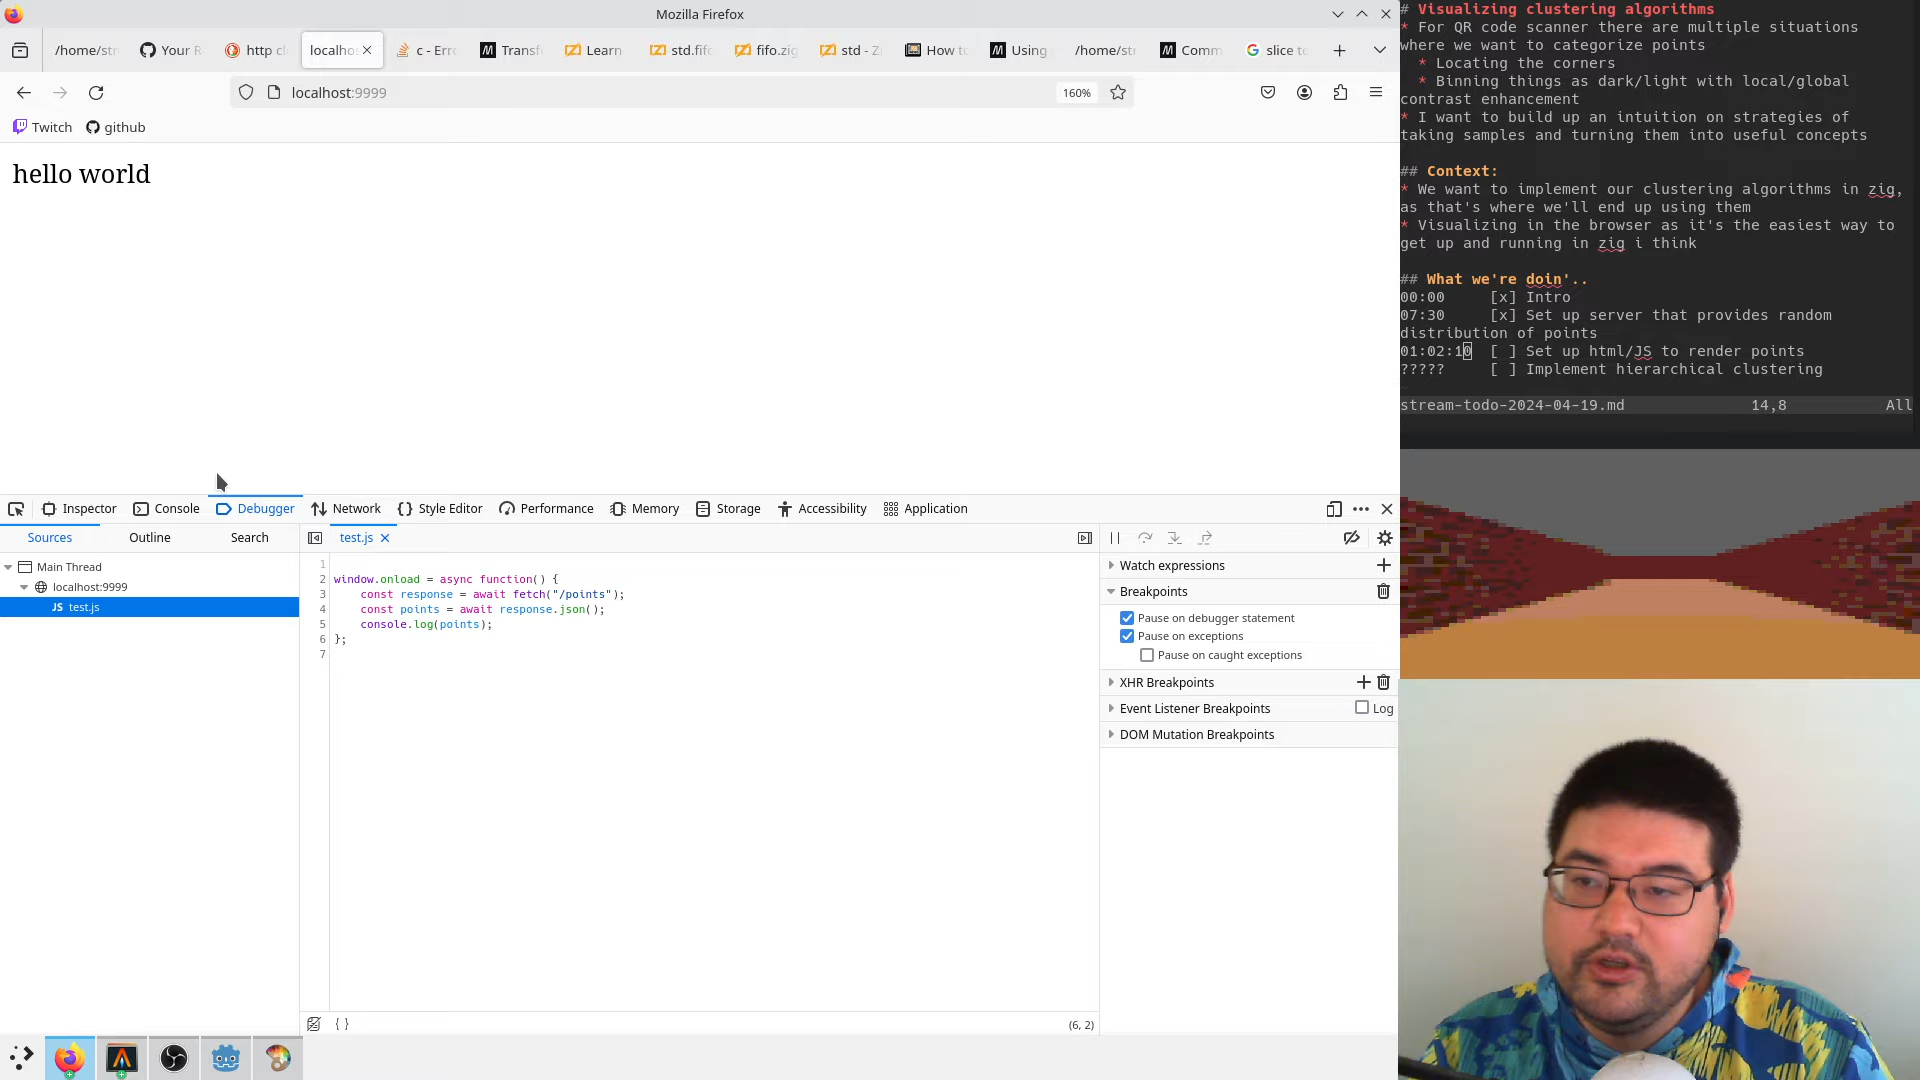 Mozilla Firefox
/home/str
Your R
http cl
localhos
c - Erro
Transf
Learn
std.fifo
fifo.zig
std - Zi
How to
Using
/home/str
Comm
slice to
localhost:9999
160%
Twitch
github
hello world
Inspector
Console
Debugger
Network
Style Editor
Performance
Memory
Storage
Accessibility
Application
Sources
Outline
Search
Main Thread
localhost:9999
JS test.js
test.js
1
2 window.onload = async function() {
3     const response = await fetch("/points");
4     const points = await response.json();
5     console.log(points);
6 };
7
{ }
(6, 2)
Watch expressions
Breakpoints
Pause on debugger statement
Pause on exceptions
Pause on caught exceptions
XHR Breakpoints
Event Listener Breakpoints
Log
DOM Mutation Breakpoints
# Visualizing clustering algorithms
* For QR code scanner there are multiple situations
where we want to categorize points
  * Locating the corners
  * Binning things as dark/light with local/global
contrast enhancement
* I want to build up an intuition on strategies of
taking samples and turning them into useful concepts
## Context:
* We want to implement our clustering algorithms in zig,
as that's where we'll end up using them
* Visualizing in the browser as it's the easiest way to
get up and running in zig i think
## What we're doin'..
00:00     [x] Intro
07:30     [x] Set up server that provides random
distribution of points
01:02:10  [ ] Set up html/JS to render points
?????     [ ] Implement hierarchical clustering
stream-todo-2024-04-19.md
14,8
All